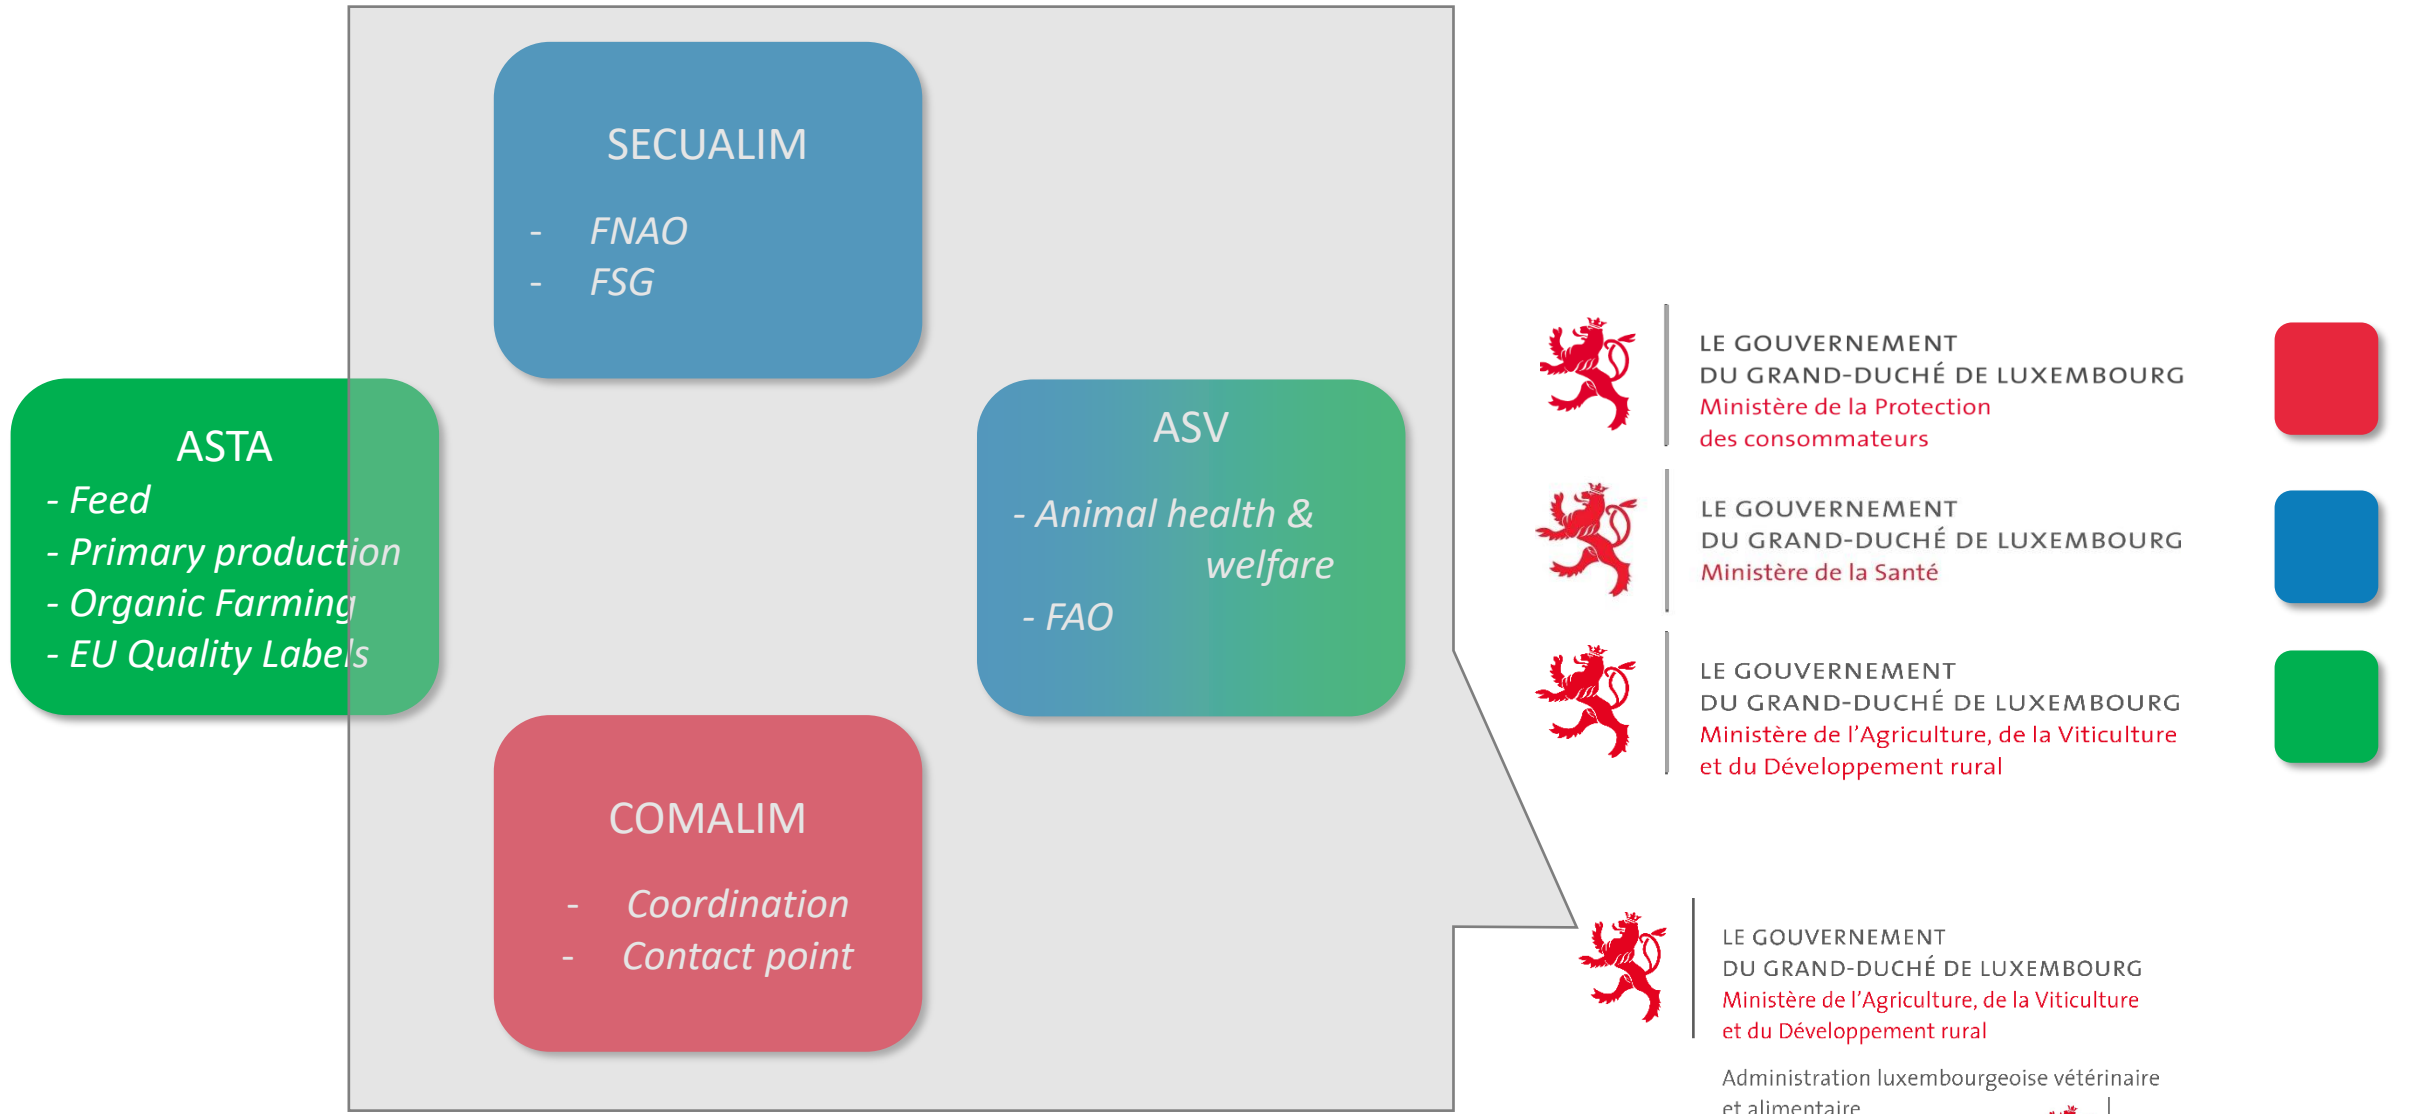 SECUALIM
- FNAO
- FSG
ASTA
- Feed
- Primary production
- Organic Farming
- EU Quality Labels
ASV
- Animal health &
welfare
- FAO
COMALIM
- Coordination
- Contact point
LE GOUVERNEMENT
DU GRAND-DUCHÉ DE LUXEMBOURG
Ministère de la Protection
des consommateurs
LE GOUVERNEMENT
DU GRAND-DUCHÉ DE LUXEMBOURG
Ministère de la Santé
LE GOUVERNEMENT
DU GRAND-DUCHÉ DE LUXEMBOURG
Ministère de l'Agriculture, de la Viticulture
et du Développement rural
LE GOUVERNEMENT
DU GRAND-DUCHÉ DE LUXEMBOURG
Ministère de l'Agriculture, de la Viticulture
et du Développement rural
Administration luxembourgeoise vétérinaire
et alimentaire